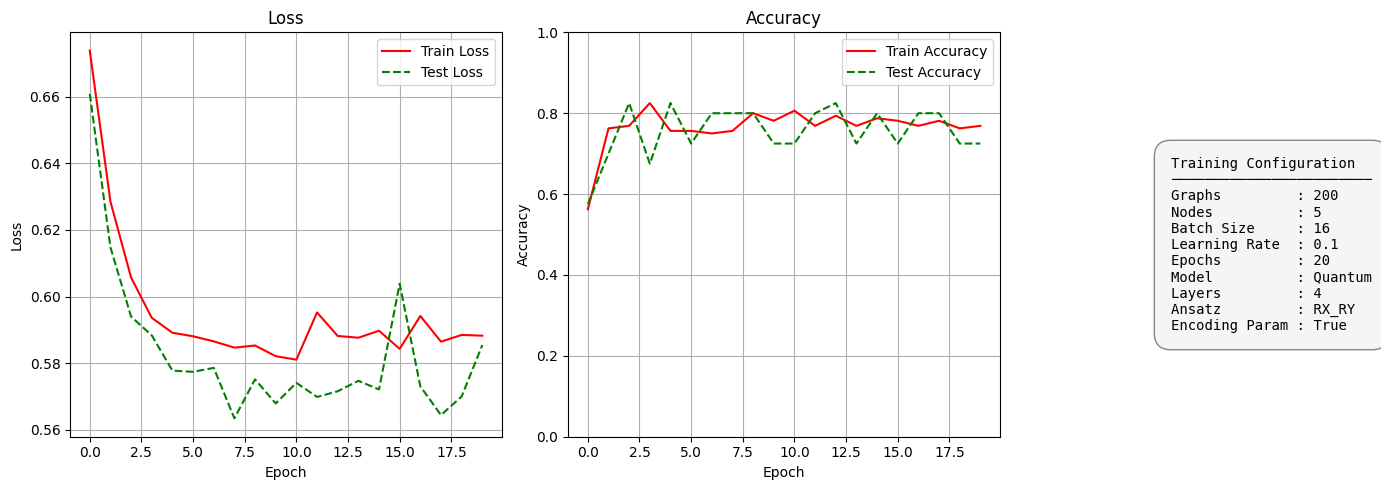 Loss
Train Loss
Test Loss
0.66
0.64
0.62
0.60
0.58
0.56
Loss
0.0 2.5 5.0 7.5 10.0 12.5 15.0 17.5
Epoch
Accuracy
Train Accuracy
Test Accuracy
1.0
0.8
0.6
0.4
0.2
0.0
Accuracy
0.0 2.5 5.0 7.5 10.0 12.5 15.0 17.5
Epoch
Training Configuration
────────────────────────
Graphs         : 200
Nodes          : 5
Batch Size     : 16
Learning Rate  : 0.1
Epochs         : 20
Model          : Quantum
Layers         : 4
Ansatz         : RX_RY
Encoding Param : True